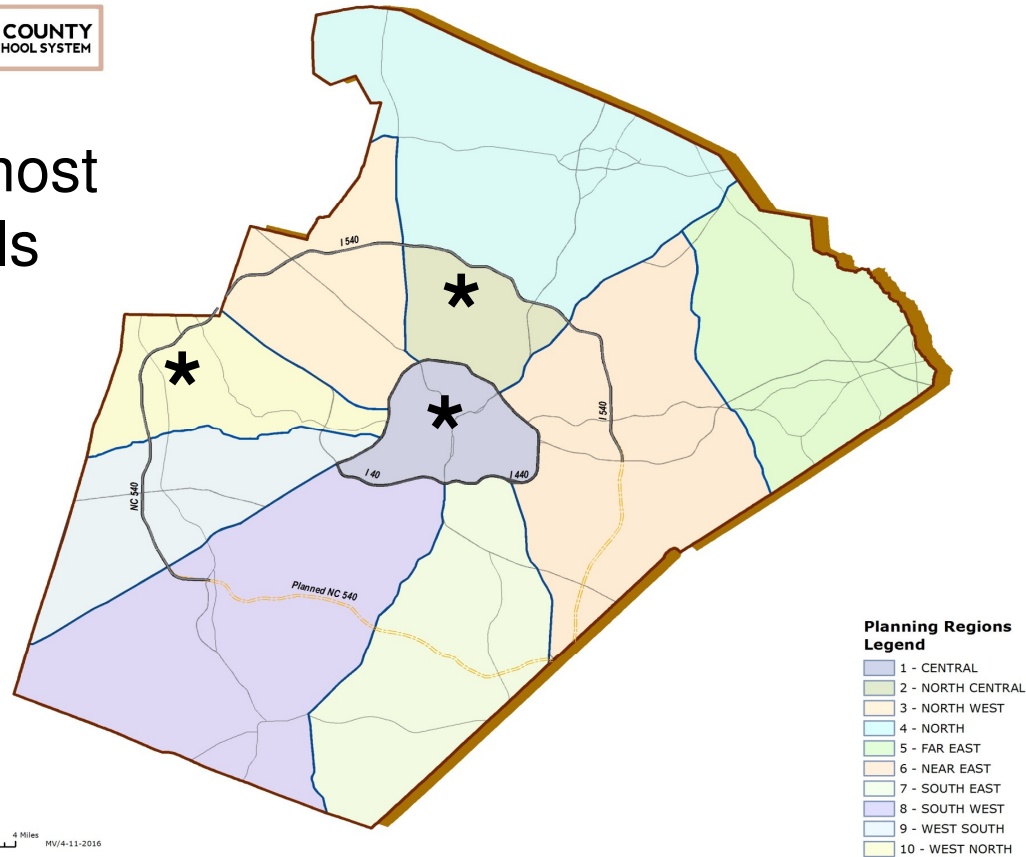 COUNTY
HOOL SYSTEM
most
ls
I 540
I 540
I 40
I 440
NC 540
Planned NC 540
Planning Regions
Legend
1 - CENTRAL
2 - NORTH CENTRAL
3 - NORTH WEST
4 - NORTH
5 - FAR EAST
6 - NEAR EAST
7 - SOUTH EAST
8 - SOUTH WEST
9 - WEST SOUTH
10 - WEST NORTH
4 Miles
MV/4-11-2016